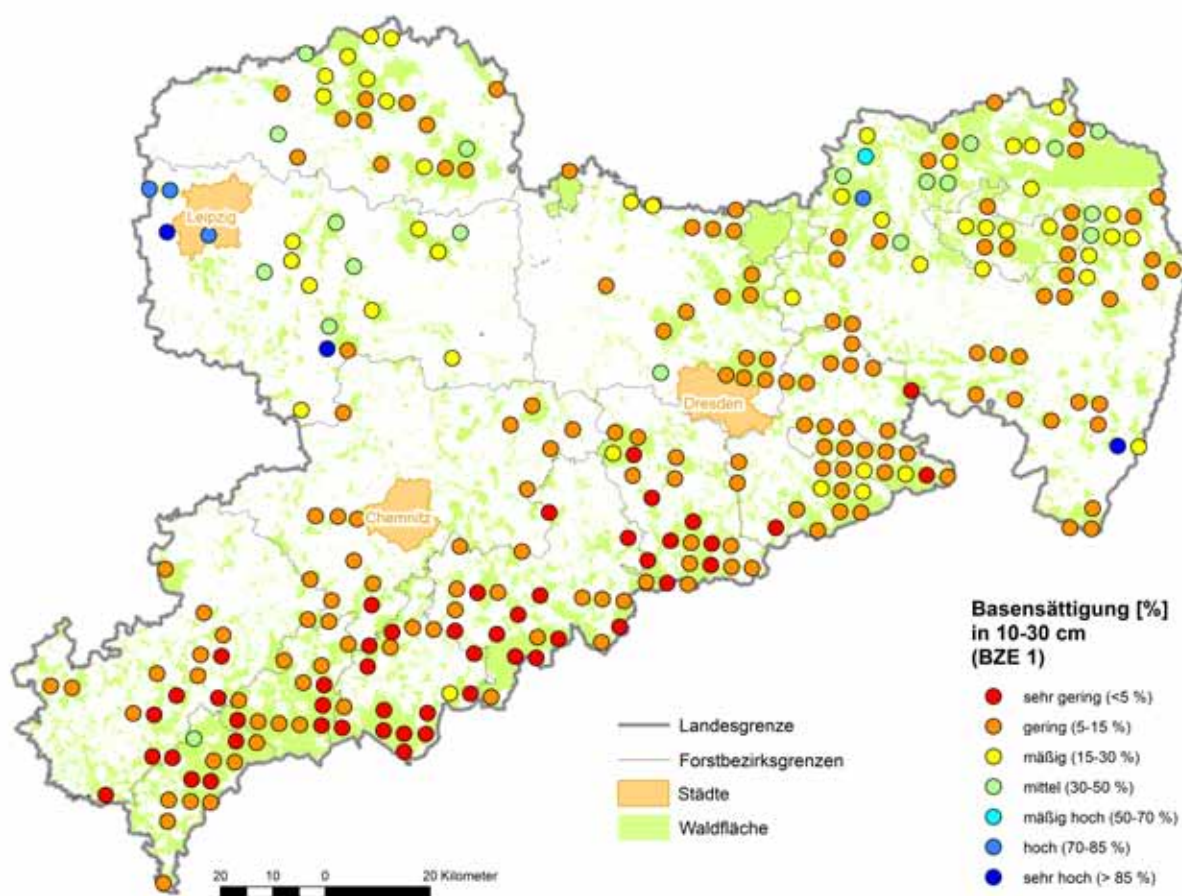 Leipzig
Dresden
Chemnitz
Basensättigung [%]
in 10-30 cm
(BZE 1)
sehr gering (<5 %)
gering (5-15 %)
mäßig (15-30 %)
mittel (30-50 %)
mäßig hoch (50-70 %)
hoch (70-85 %)
sehr hoch (> 85 %)
Landesgrenze
Forstbezirksgrenzen
Städte
Waldfläche
20 10 0 20 Kilometer